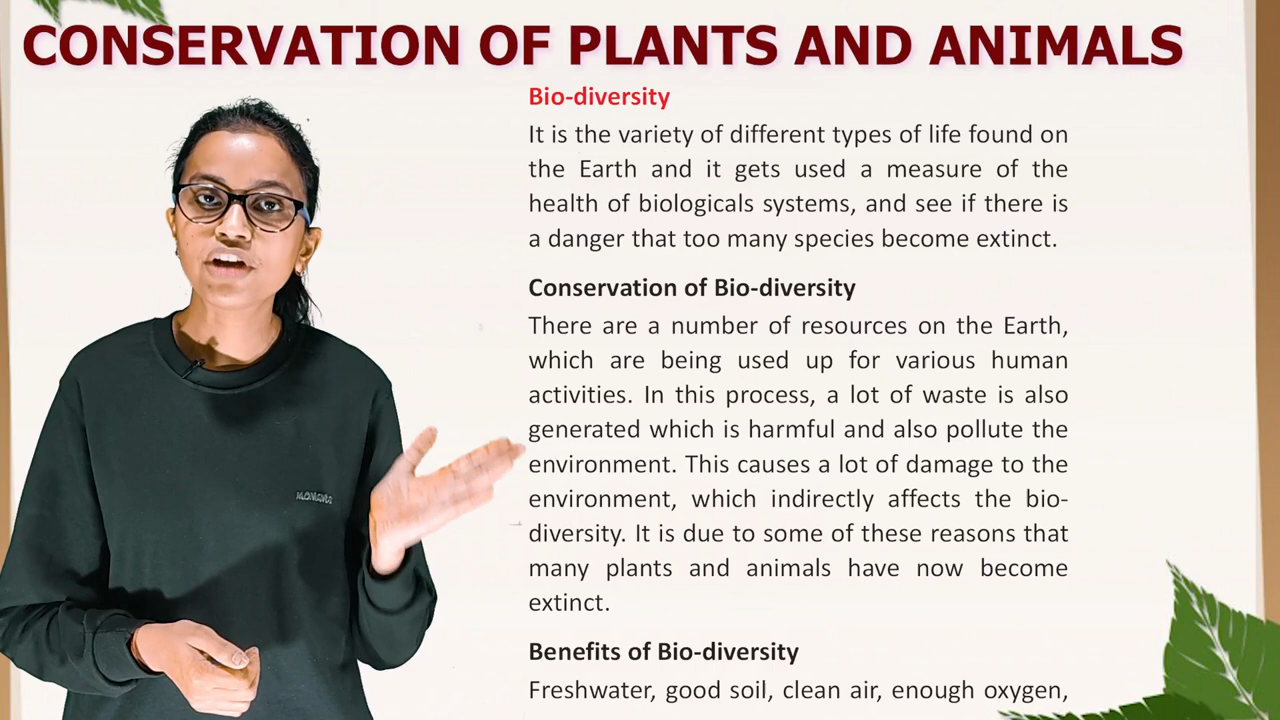 CONSERVATION OF PLANTS AND ANIMALS
Bio-diversity
It is the variety of different types of life found on
the Earth and it gets used a measure of the
health of biologicals systems, and see if there is
a danger that too many species become extinct.
Conservation of Bio-diversity
There are a number of resources on the Earth,
which are being used up for various human
activities. In this process, a lot of waste is also
generated which is harmful and also pollute the
environment. This causes a lot of damage to the
environment, which indirectly affects the bio-
diversity. It is due to some of these reasons that
many plants and animals have now become
extinct.
Benefits of Bio-diversity
Freshwater, good soil, clean air, enough oxygen,